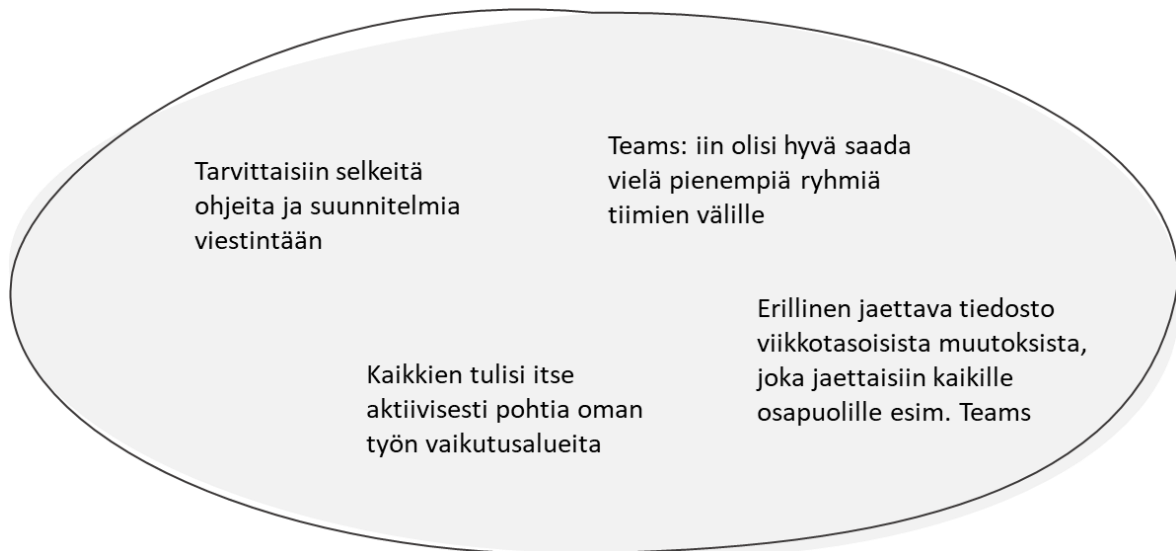 Tarvittaisiin selkeitä
ohjeita ja suunnitelmia
viestintään
Teams: iin olisi hyvä saada
vielä pienempiä ryhmiä
tiimien välille
Kaikkien tulisi itse
aktiivisesti pohtia oman
työn vaikutusalueita
Erillinen jaettava tiedosto
viikkotasoisista muutoksista,
joka jaettaisiin kaikille
osapuolille esim. Teams